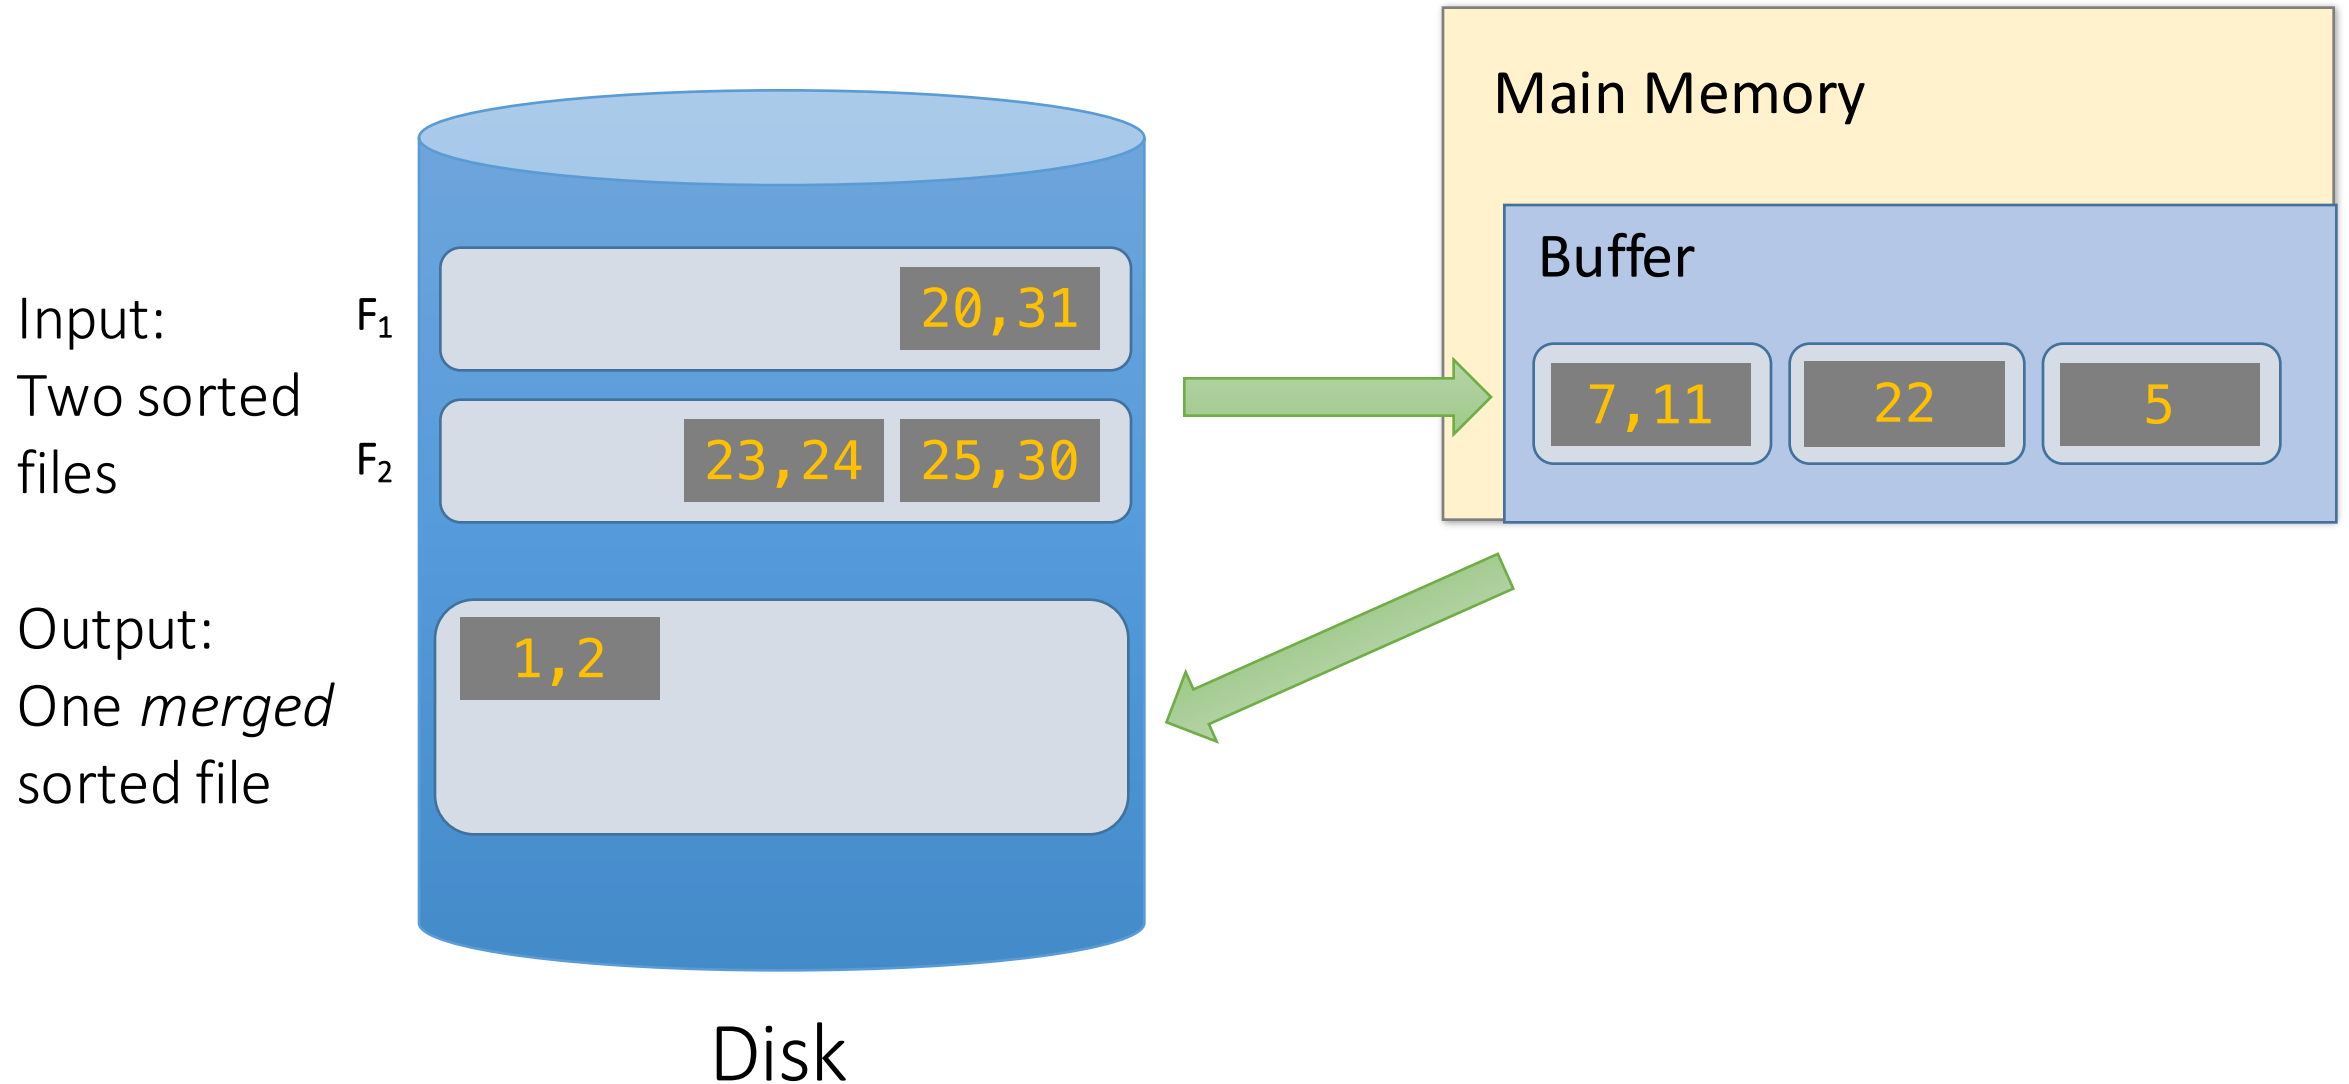 Main Memory
Buffer
7,11 22 5
Input:
Two sorted
files
F1 20,31
F2 23,24 25,30
Output:
One merged
sorted file
1,2
Disk